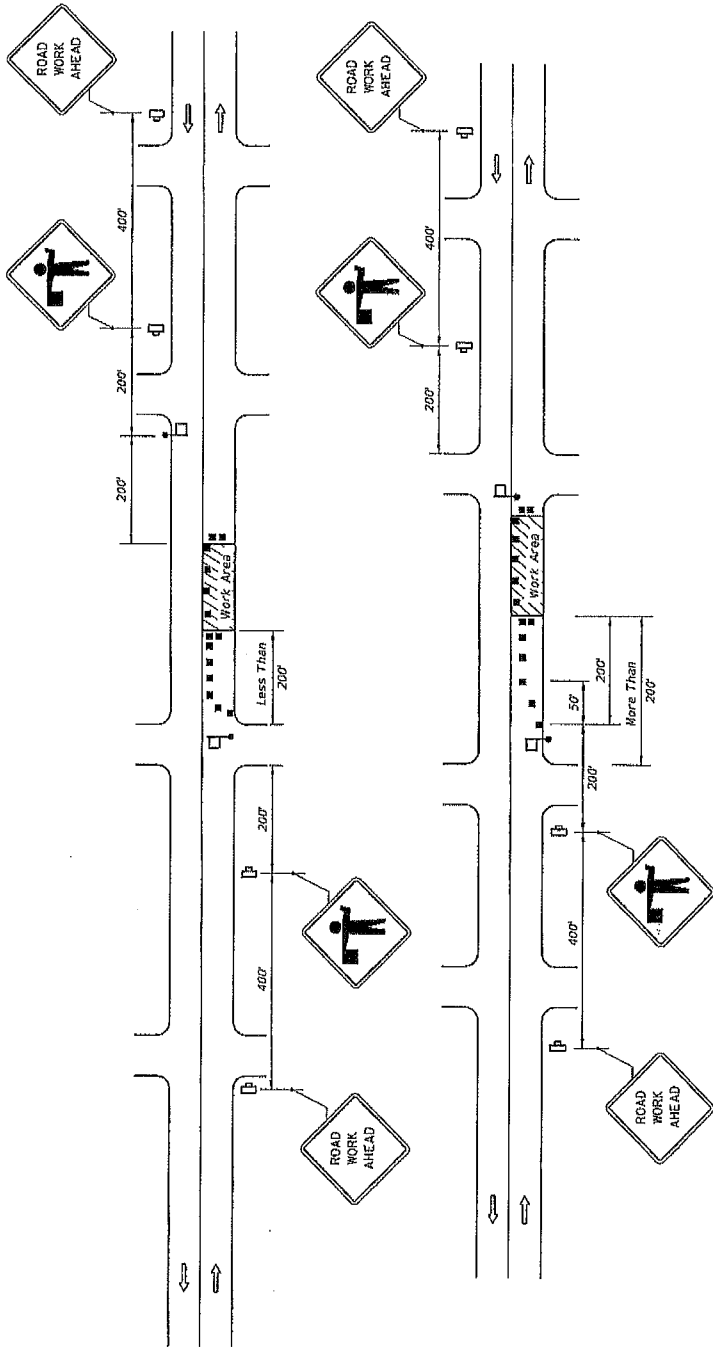 ROAD
WORK
AHEAD
400'
200'
200'
Work Area
Less Than
200'
200'
400'
ROAD
WORK
AHEAD
ROAD
WORK
AHEAD
400'
200'
Work Area
200'
More Than
200'
50'
200'
400'
ROAD
WORK
AHEAD